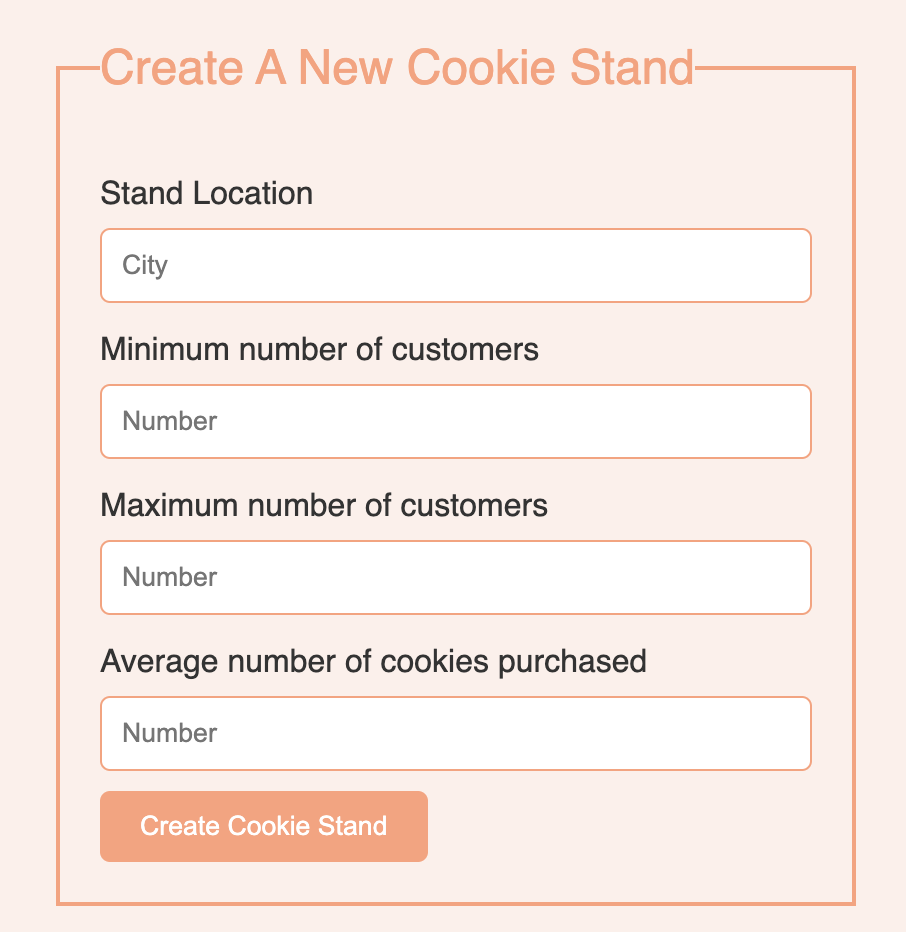 Create A New Cookie Stand
Stand Location
City
Minimum number of customers
Number
Maximum number of customers
Number
Average number of cookies purchased
Number
Create Cookie Stand